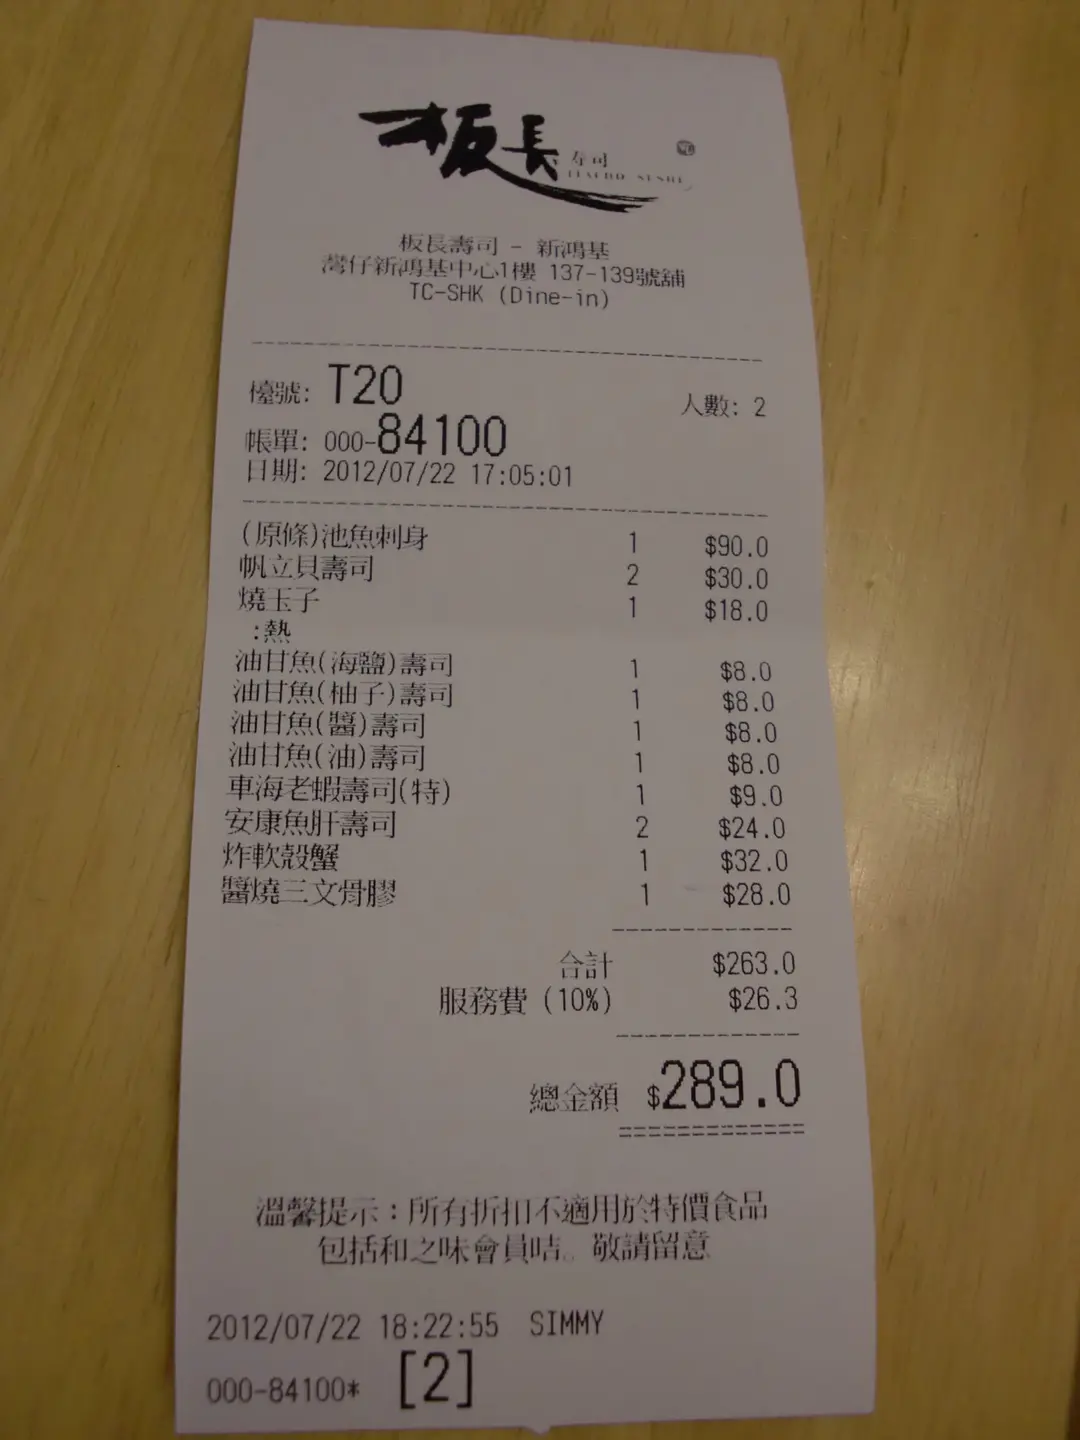 板長 寿司
ITACHO SUSHI
板長壽司 - 新鴻基
灣仔新鴻基中心1樓 137-139號舖
TC-SHK (Dine-in)
檯號: T20 人數: 2
帳單: 000-84100
日期: 2012/07/22 17:05:01
(原條)池魚刺身 1 $90.0
帆立貝壽司 2 $30.0
燒玉子 1 $18.0
:熱
油甘魚(海鹽)壽司 1 $8.0
油甘魚(柚子)壽司 1 $8.0
油甘魚(醬)壽司 1 $8.0
油甘魚(油)壽司 1 $8.0
車海老蝦壽司(特) 1 $9.0
安康魚肝壽司 2 $24.0
炸軟殼蟹 1 $32.0
醬燒三文骨膠 1 $28.0
合計 $263.0
服務費 (10%) $26.3
總金額 $289.0
溫馨提示：所有折扣不適用於特價食品
包括和之味會員咭。敬請留意
2012/07/22 18:22:55 SIMMY
000-84100* [2]